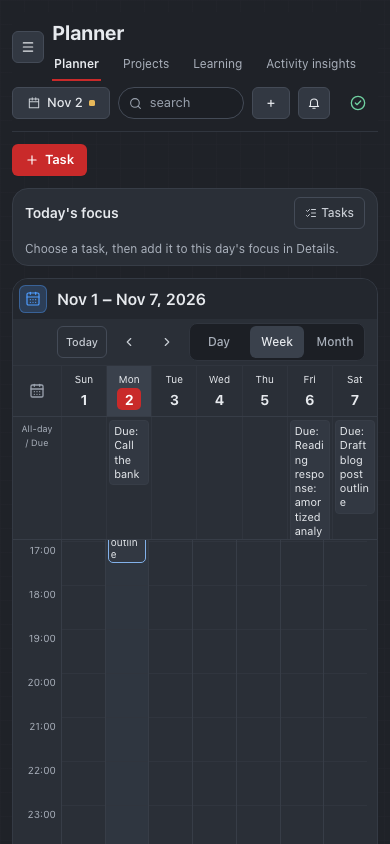 Planner
Planner Projects Learning Activity insights
Nov 2 search +
+ Task
Today's focus
Tasks
Choose a task, then add it to this day's focus in Details.
Nov 1 – Nov 7, 2026
Today ‹ › Day Week Month
Sun Mon Tue Wed Thu Fri Sat
1 2 3 4 5 6 7
All-day
/ Due
Due:
Call
the
bank
Due:
Readi
ng
respo
nse:
amor
tized
analy
Due:
Draft
blog
post
outlin
e
outlin
e
17:00
18:00
19:00
20:00
21:00
22:00
23:00